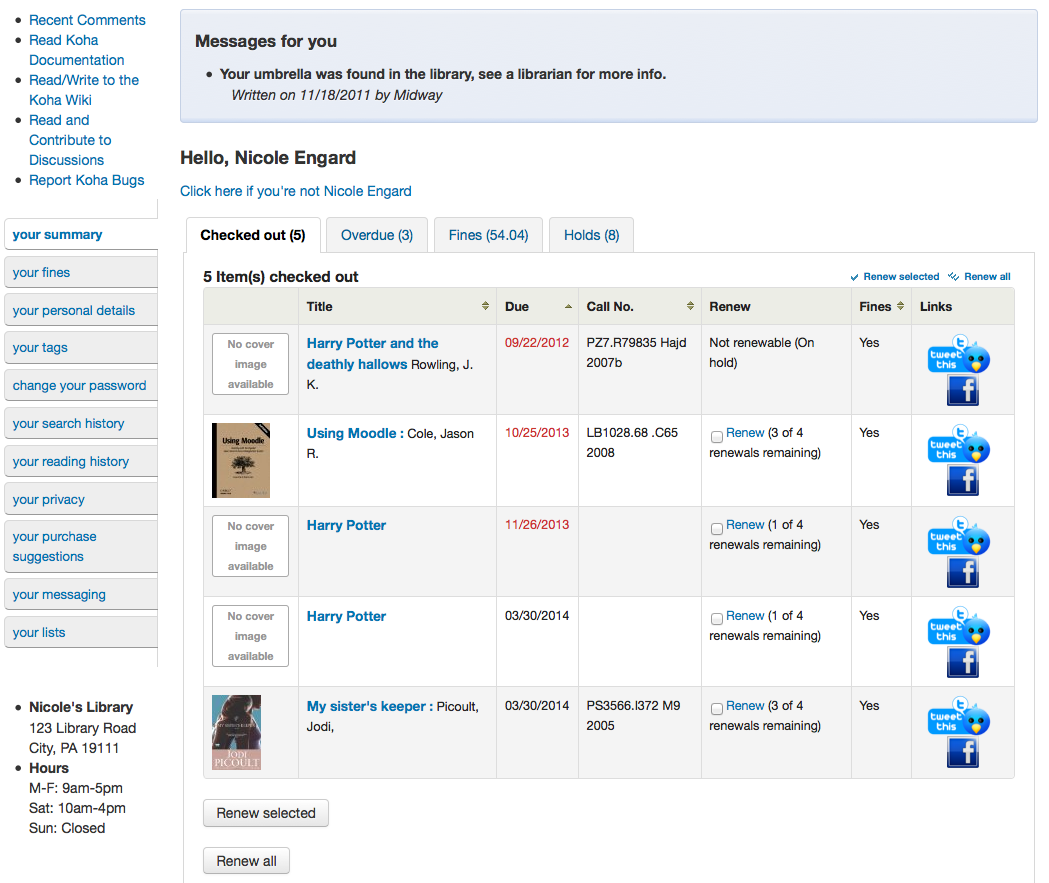 Recent Comments
Read Koha
Documentation
Read/Write to the
Koha Wiki
Read and
Contribute to
Discussions
Report Koha Bugs
your summary
your fines
your personal details
your tags
change your password
your search history
your reading history
your privacy
your purchase
suggestions
your messaging
your lists
Nicole's Library
123 Library Road
City, PA 19111
Hours
M-F: 9am-5pm
Sat: 10am-4pm
Sun: Closed
Messages for you
Your umbrella was found in the library, see a librarian for more info.
Written on 11/18/2011 by Midway
Hello, Nicole Engard
Click here if you're not Nicole Engard
Checked out (5) Overdue (3) Fines (54.04) Holds (8)
5 Item(s) checked out Renew selected Renew all
Title Due Call No. Renew Fines Links
No cover
image
available
Harry Potter and the
deathly hallows Rowling, J.
K.
09/22/2012
PZ7.R79835 Hajd
2007b
Not renewable (On
hold)
Yes
tweet
this
Using Moodle
Using Moodle : Cole, Jason
R.
10/25/2013
LB1028.68 .C65
2008
Renew (3 of 4
renewals remaining)
Yes
tweet
this
No cover
image
available
Harry Potter
11/26/2013
Renew (1 of 4
renewals remaining)
Yes
tweet
this
No cover
image
available
Harry Potter
03/30/2014
Renew (1 of 4
renewals remaining)
Yes
tweet
this
MY SISTER'S KEEPER
JODI
PICOULT
My sister's keeper : Picoult,
Jodi,
03/30/2014
PS3566.I372 M9
2005
Renew (3 of 4
renewals remaining)
Yes
tweet
this
Renew selected
Renew all